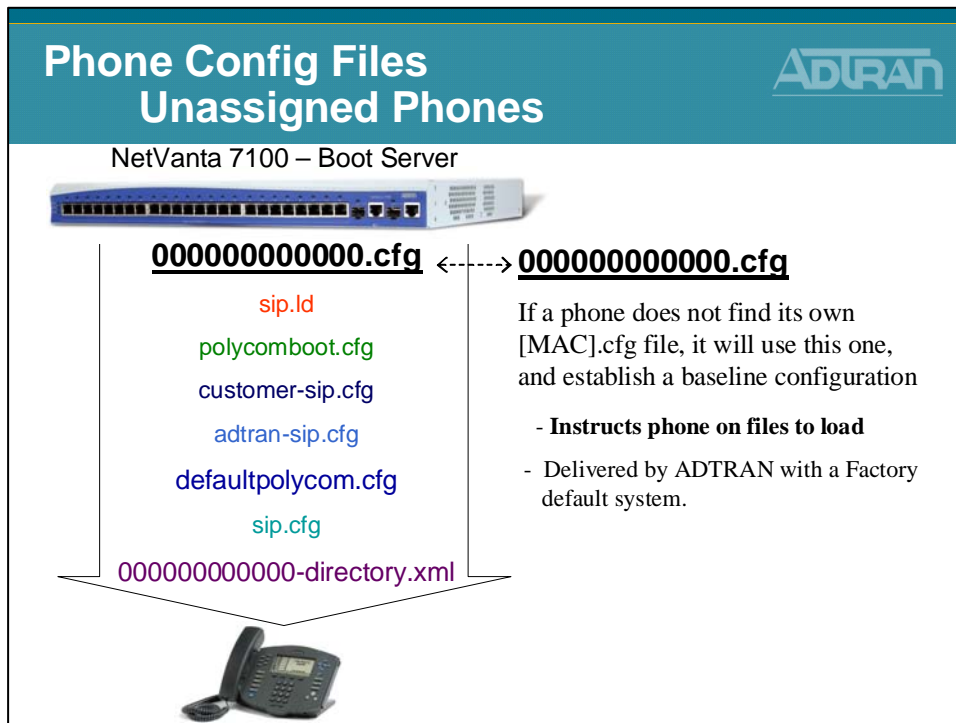 Phone Config Files
Unassigned Phones
ADTRAN
NetVanta 7100 – Boot Server
000000000000.cfg
sip.ld
polycomboot.cfg
customer-sip.cfg
adtran-sip.cfg
defaultpolycom.cfg
sip.cfg
000000000000-directory.xml
000000000000.cfg
If a phone does not find its own
[MAC].cfg file, it will use this one,
and establish a baseline configuration
- Instructs phone on files to load
- Delivered by ADTRAN with a Factory
default system.